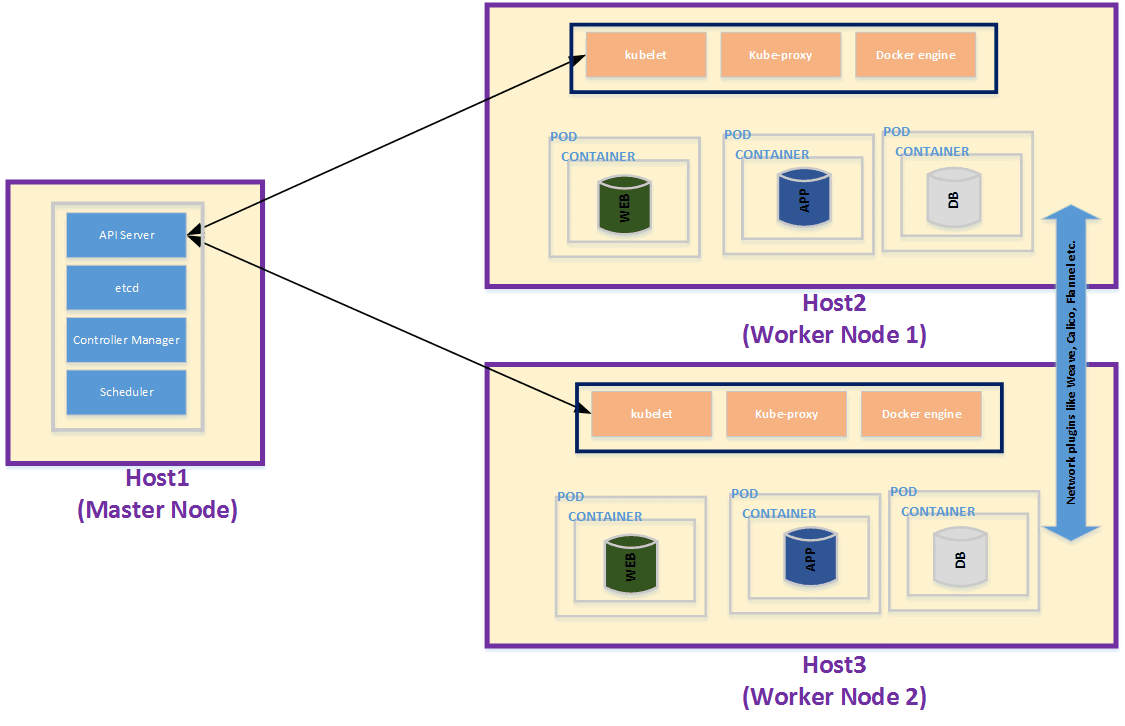 API Server
etcd
Controller Manager
Scheduler
Host1
(Master Node)
kubelet
Kube-proxy
Docker engine
POD
CONTAINER
WEB
POD
CONTAINER
APP
POD
CONTAINER
DB
Host2
(Worker Node 1)
kubelet
Kube-proxy
Docker engine
POD
CONTAINER
WEB
POD
CONTAINER
APP
POD
CONTAINER
DB
Host3
(Worker Node 2)
Network plugins like Weave, Calico, Flannel etc.